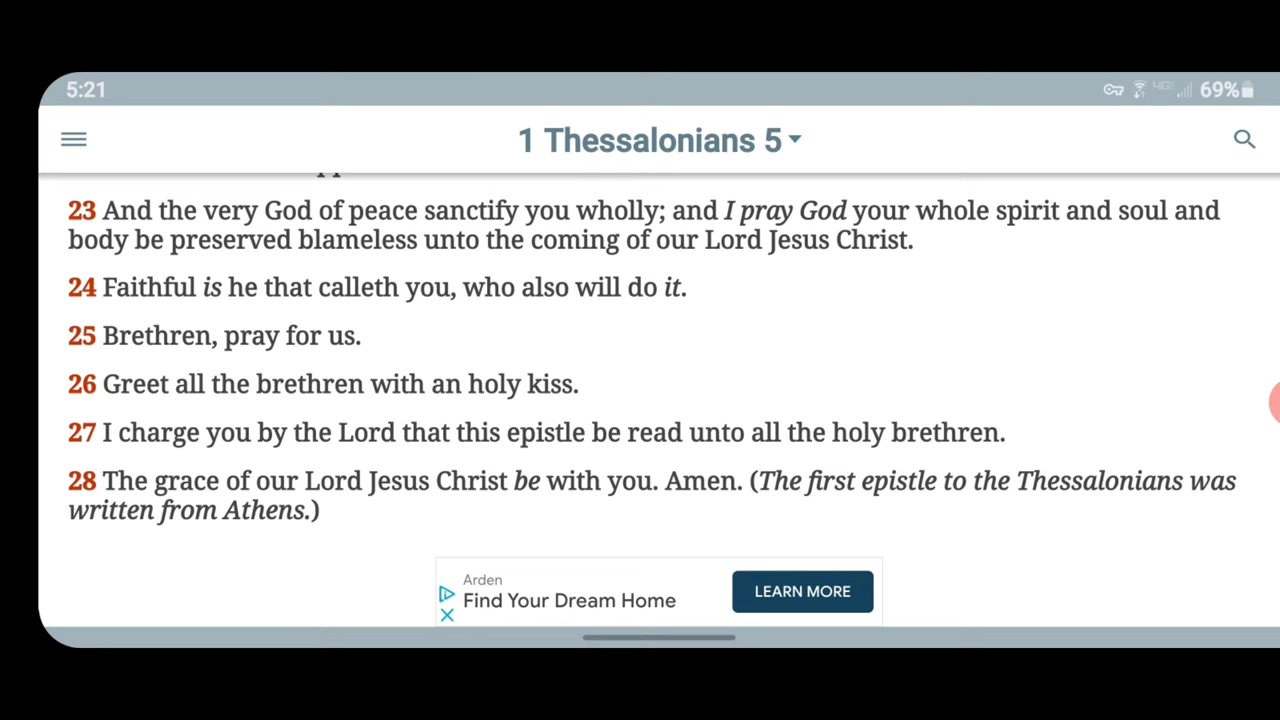 5:21
4GE 69%
1 Thessalonians 5
23 And the very God of peace sanctify you wholly; and I pray God your whole spirit and soul and
body be preserved blameless unto the coming of our Lord Jesus Christ.
24 Faithful is he that calleth you, who also will do it.
25 Brethren, pray for us.
26 Greet all the brethren with an holy kiss.
27 I charge you by the Lord that this epistle be read unto all the holy brethren.
28 The grace of our Lord Jesus Christ be with you. Amen. (The first epistle to the Thessalonians was
written from Athens.)
Arden
Find Your Dream Home
LEARN MORE